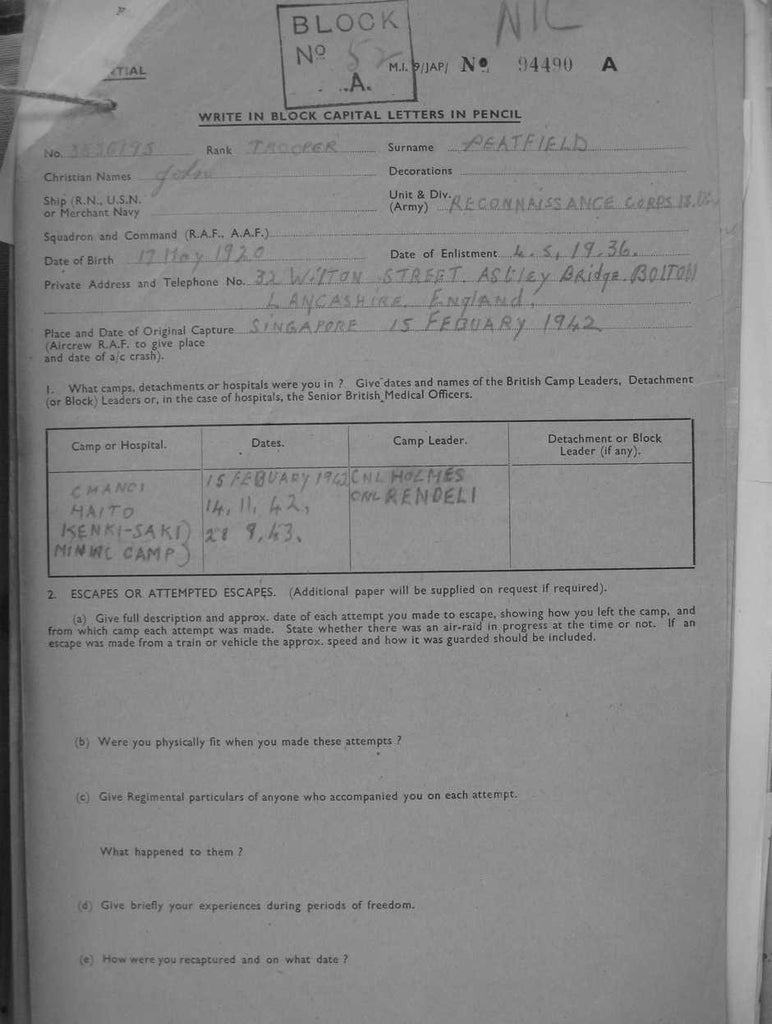 BLOCK
No 52
A.
NIL
TIAL
M.I. 9/JAP/ No. 94490 A
WRITE IN BLOCK CAPITAL LETTERS IN PENCIL
No. Rank TROOPER Surname PEATFIELD
Christian Names John Decorations
Ship (R.N., U.S.N. or Merchant Navy
Unit & Div. (Army) RECONNAISSANCE CORPS 18.
Squadron and Command (R.A.F., A.A.F.)
Date of Birth 17 May 1920 Date of Enlistment 4.5,19.36.
Private Address and Telephone No. 32 WILTON STREET. AStley BRidge. BOLTON
LANCASHIRE. England.
Place and Date of Original Capture SINGAPORE 15 FEBUARY 1942
(Aircrew R.A.F. to give place
and date of a/c crash).
1. What camps, detachments or hospitals were you in ? Give dates and names of the British Camp Leaders, Detachment
(or Block) Leaders or, in the case of hospitals, the Senior British Medical Officers.
Camp or Hospital. Dates. Camp Leader. Detachment or Block
Leader (if any).
CHANGI 15 FEBUARY 1942 CNL HOLMES
HAITO 14, 11, 42, CNL RENDELL
KENKI-SAKI) 28 9,43.
CAMP)
2. ESCAPES OR ATTEMPTED ESCAPES. (Additional paper will be supplied on request if required).
(a) Give full description and approx. date of each attempt you made to escape, showing how you left the camp, and
from which camp each attempt was made. State whether there was an air-raid in progress at the time or not. If an
escape was made from a train or vehicle the approx. speed and how it was guarded should be included.
(b) Were you physically fit when you made these attempts ?
(c) Give Regimental particulars of anyone who accompanied you on each attempt.
What happened to them ?
(d) Give briefly your experiences during periods of freedom.
(e) How were you recaptured and on what date ?